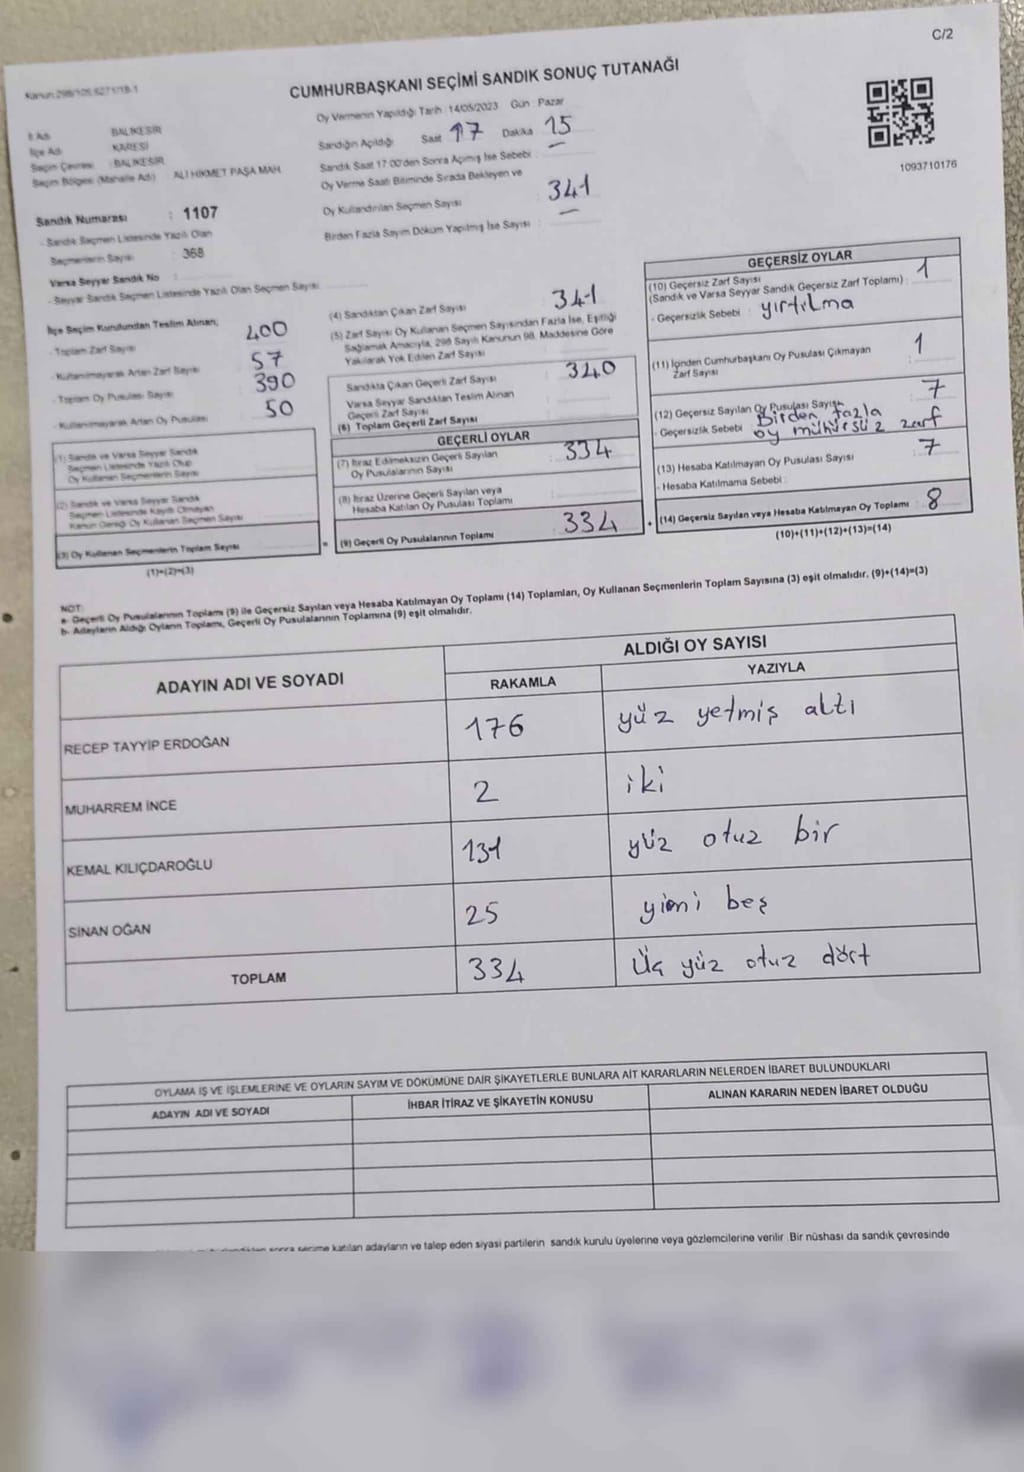 C/2
Kanun 298/105,6271/18-1
CUMHURBAŞKANI SEÇİMİ SANDIK SONUÇ TUTANAĞI
Oy Vermenin Yapıldığı Tarih : 14/05/2023 Gün : Pazar
İl Adı BALIKESİR
İlçe Adı KARESİ
Seçim Çevresi : BALIKESİR
Seçim Bölgesi (Mahalle Adı) : ALİ HİKMET PAŞA MAH.
Sandığın Açıldığı Saat 17 Dakika 15
Sandık Saat 17.00'den Sonra Açımış İse Sebebi :
Oy Verme Saati Bitiminde Sırada Bekleyen ve
Oy Kullandırılan Seçmen Sayısı 341
Birden Fazla Sayım Döküm Yapılmış İse Sayısı : —
1093710176
Sandık Numarası : 1107
- Sandık Seçmen Listesinde Yazılı Olan
Seçmenlerin Sayısı : 368
Varsa Seyyar Sandık No :
- Seyyar Sandık Seçmen Listesinde Yazılı Olan Seçmen Sayısı
İlçe Seçim Kurulundan Teslim Alınan;
- Toplam Zarf Sayısı 400
- Kullanılmayarak Artan Zarf Sayısı 57
- Toplam Oy Pusulası Sayısı 390
- Kullanılmayarak Artan Oy Pusulası 50
(1) Sandık ve Varsa Seyyar Sandık
Seçmen Listesinde Yazılı Olup
Oy Kullanan Seçmenlerin Sayısı
(2) Sandık ve Varsa Seyyar Sandık
Seçmen Listesinde Kayıtlı Olmayan
Kanun Gereği Oy Kullanan Seçmen Sayısı
(3) Oy Kullanan Seçmenlerin Toplam Sayısı
(1)+(2)=(3)
(4) Sandıktan Çıkan Zarf Sayısı 341
(5) Zarf Sayısı Oy Kullanan Seçmen Sayısından Fazla İse, Eşitliği
Sağlamak Amacıyla, 298 Sayılı Kanunun 98. Maddesine Göre
Yakılarak Yok Edilen Zarf Sayısı
Sandıkta Çıkan Geçerli Zarf Sayısı 340
Varsa Seyyar Sandıktan Teslim Alınan
Geçerli Zarf Sayısı
(6) Toplam Geçerli Zarf Sayısı
GEÇERLİ OYLAR
(7) İtiraz Edilmeksizin Geçerli Sayılan
Oy Pusulalarının Sayısı : 334
(8) İtiraz Üzerine Geçerli Sayılan veya
Hesaba Katılan Oy Pusulası Toplamı
= (9) Geçerli Oy Pusulalarının Toplamı : 334
GEÇERSİZ OYLAR
(10) Geçersiz Zarf Sayısı
(Sandık ve Varsa Seyyar Sandık Geçersiz Zarf Toplamı) : 1
- Geçersizlik Sebebi : yırtılma
(11) İçinden Cumhurbaşkanı Oy Pusulası Çıkmayan
Zarf Sayısı : 1
(12) Geçersiz Sayılan Oy Pusulası Sayısı 7
- Geçersizlik Sebebi Birden fazla
oy mühürsüz zarf
(13) Hesaba Katılmayan Oy Pusulası Sayısı : 7
- Hesaba Katılmama Sebebi :
+ (14) Geçersiz Sayılan veya Hesaba Katılmayan Oy Toplamı : 8
(10)+(11)+(12)+(13)=(14)
NOT:
a- Geçerli Oy Pusulalarının Toplamı (9) ile Geçersiz Sayılan veya Hesaba Katılmayan Oy Toplamı (14) Toplamları, Oy Kullanan Seçmenlerin Toplam Sayısına (3) eşit olmalıdır. (9)+(14)=(3)
b- Adayların Aldığı Oyların Toplamı, Geçerli Oy Pusulalarının Toplamına (9) eşit olmalıdır.
ADAYIN ADI VE SOYADI ALDIĞI OY SAYISI
RAKAMLA YAZIYLA
RECEP TAYYİP ERDOĞAN 176 yüz yetmiş altı
MUHARREM İNCE 2 iki
KEMAL KILIÇDAROĞLU 131 yüz otuz bir
SİNAN OĞAN 25 yirmi beş
TOPLAM 334 üç yüz otuz dört
OYLAMA İŞ VE İŞLEMLERİNE VE OYLARIN SAYIM VE DÖKÜMÜNE DAİR ŞİKAYETLERLE BUNLARA AİT KARARLARIN NELERDEN İBARET BULUNDUKLARI
ADAYIN ADI VE SOYADI İHBAR İTİRAZ VE ŞİKAYETİN KONUSU ALINAN KARARIN NEDEN İBARET OLDUĞU
sonra seçime katılan adayların ve talep eden siyasi partilerin sandık kurulu üyelerine veya gözlemcilerine verilir. Bir nüshası da sandık çevresinde